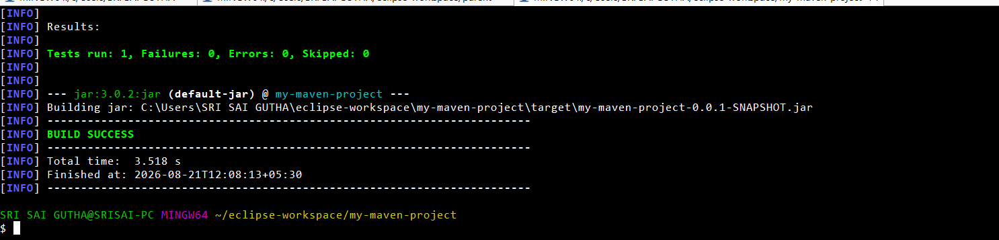 [INFO]
[INFO] Results:
[INFO]
[INFO] Tests run: 1, Failures: 0, Errors: 0, Skipped: 0
[INFO]
[INFO]
[INFO] --- jar:3.0.2:jar (default-jar) @ my-maven-project ---
[INFO] Building jar: C:\Users\SRI SAI GUTHA\eclipse-workspace\my-maven-project\target\my-maven-project-0.0.1-SNAPSHOT.jar
[INFO] ------------------------------------------------------------------------
[INFO] BUILD SUCCESS
[INFO] ------------------------------------------------------------------------
[INFO] Total time:  3.518 s
[INFO] Finished at: 2026-08-21T12:08:13+05:30
[INFO] ------------------------------------------------------------------------
SRI SAI GUTHA@SRISAI-PC MINGW64 ~/eclipse-workspace/my-maven-project
$